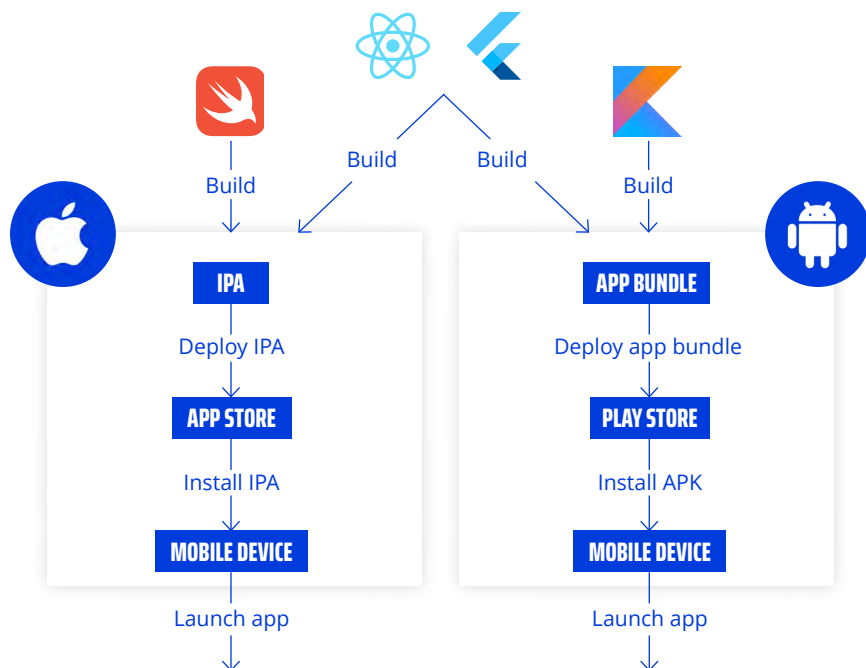 Build
Build
Build
Build
IPA
APP BUNDLE
Deploy IPA
Deploy app bundle
APP STORE
PLAY STORE
Install IPA
Install APK
MOBILE DEVICE
MOBILE DEVICE
Launch app
Launch app